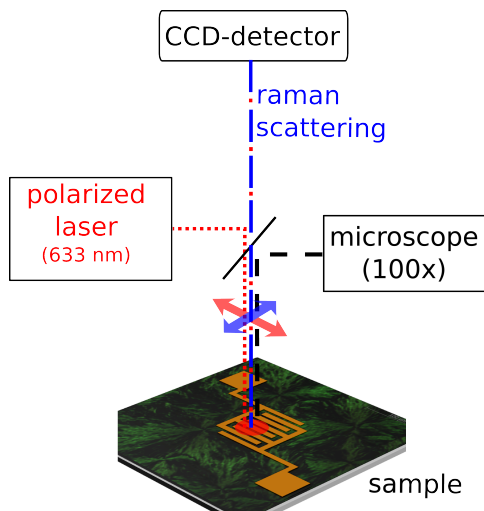 CCD-detector
raman
scattering
polarized
laser
(633 nm)
microscope
(100x)
sample